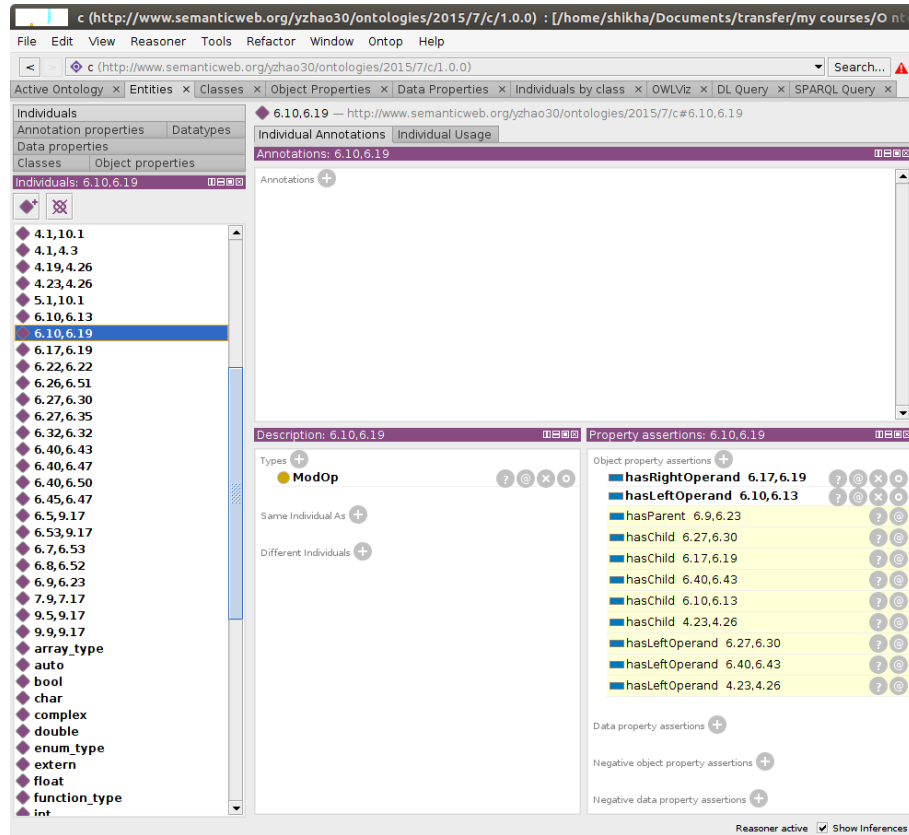 c (http://www.semanticweb.org/yzhao30/ontologies/2015/7/c/1.0.0) : [/home/shikha/Documents/transfer/my courses/O nt
File Edit View Reasoner Tools Refactor Window Ontop Help
< > c (http://www.semanticweb.org/yzhao30/ontologies/2015/7/c/1.0.0) Search...
Active Ontology × Entities × Classes × Object Properties × Data Properties × Individuals by class × OWLViz × DL Query × SPARQL Query ×
Individuals
Annotation properties Datatypes
Data properties
Classes Object properties
Individuals: 6.10,6.19
4.1,10.1
4.1,4.3
4.19,4.26
4.23,4.26
5.1,10.1
6.10,6.13
6.10,6.19
6.17,6.19
6.22,6.22
6.26,6.51
6.27,6.30
6.27,6.35
6.32,6.32
6.40,6.43
6.40,6.47
6.40,6.50
6.45,6.47
6.5,9.17
6.53,9.17
6.7,6.53
6.8,6.52
6.9,6.23
7.9,7.17
9.5,9.17
9.9,9.17
array_type
auto
bool
char
complex
double
enum_type
extern
float
function_type
int
6.10,6.19 — http://www.semanticweb.org/yzhao30/ontologies/2015/7/c#6.10,6.19
Individual Annotations Individual Usage
Annotations: 6.10,6.19
Annotations
Description: 6.10,6.19
Types
ModOp
Same Individual As
Different Individuals
Property assertions: 6.10,6.19
Object property assertions
hasRightOperand 6.17,6.19
hasLeftOperand 6.10,6.13
hasParent 6.9,6.23
hasChild 6.27,6.30
hasChild 6.17,6.19
hasChild 6.40,6.43
hasChild 6.10,6.13
hasChild 4.23,4.26
hasLeftOperand 6.27,6.30
hasLeftOperand 6.40,6.43
hasLeftOperand 4.23,4.26
Data property assertions
Negative object property assertions
Negative data property assertions
Reasoner active Show Inferences